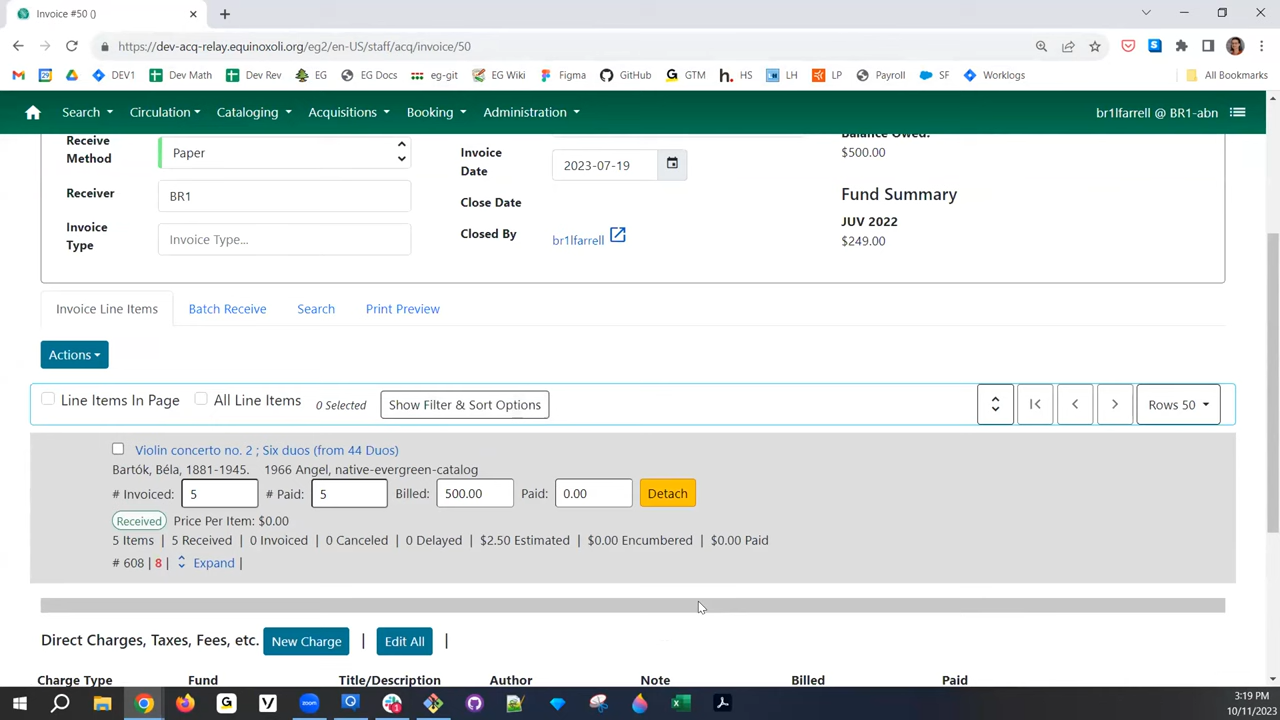 Invoice #50 ()
https://dev-acq-relay.equinoxoli.org/eg2/en-US/staff/acq/invoice/50
DEV1 Dev Math Dev Rev EG EG Docs eg-git EG Wiki Figma GitHub GTM HS LH LP Payroll SF Worklogs All Bookmarks
Search Circulation Cataloging Acquisitions Booking Administration br1lfarrell @ BR1-abn
Balance Owed:
$500.00
Receive Method Paper
Invoice Date 2023-07-19
Fund Summary
Receiver BR1
Close Date
JUV 2022
$249.00
Invoice Type Invoice Type...
Closed By br1lfarrell
Invoice Line Items Batch Receive Search Print Preview
Actions
Line Items In Page All Line Items 0 Selected Show Filter & Sort Options Rows 50
Violin concerto no. 2 ; Six duos (from 44 Duos)
Bartók, Béla, 1881-1945. 1966 Angel, native-evergreen-catalog
# Invoiced: 5 # Paid: 5 Billed: 500.00 Paid: 0.00 Detach
Received Price Per Item: $0.00
5 Items | 5 Received | 0 Invoiced | 0 Canceled | 0 Delayed | $2.50 Estimated | $0.00 Encumbered | $0.00 Paid
# 608 | 8 | Expand |
Direct Charges, Taxes, Fees, etc. New Charge | Edit All |
Charge Type Fund Title/Description Author Note Billed Paid
3:19 PM
10/11/2023